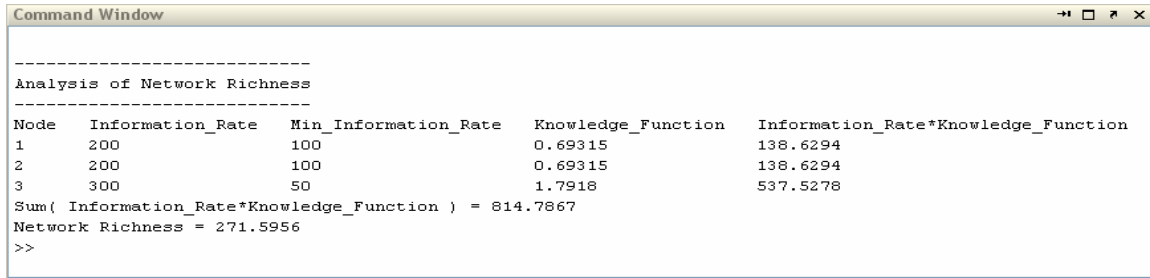 Command Window
----------------------------
Analysis of Network Richness
----------------------------
Node Information_Rate Min_Information_Rate Knowledge_Function Information_Rate*Knowledge_Function
1 200 100 0.69315 138.6294
2 200 100 0.69315 138.6294
3 300 50 1.7918 537.5278
Sum( Information_Rate*Knowledge_Function ) = 814.7867
Network Richness = 271.5956
>>